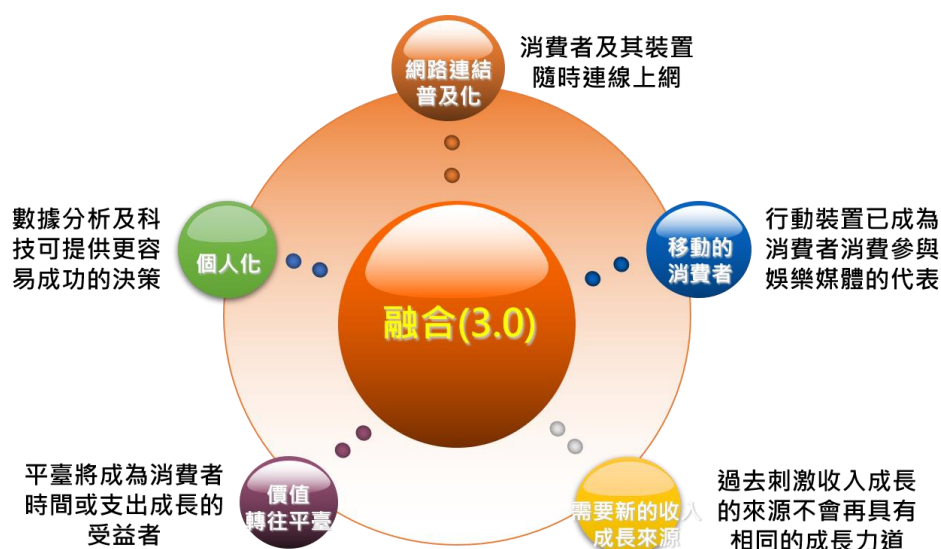 網路連結
普及化
消費者及其裝置
隨時連線上網
數據分析及科
技可提供更容
易成功的決策
個人化
移動的
消費者
行動裝置已成為
消費者消費參與
娛樂媒體的代表
融合(3.0)
平臺將成為消費者
時間或支出成長的
受益者
價值
轉往平臺
需要新的收入
成長來源
過去刺激收入成長
的來源不會再具有
相同的成長力道